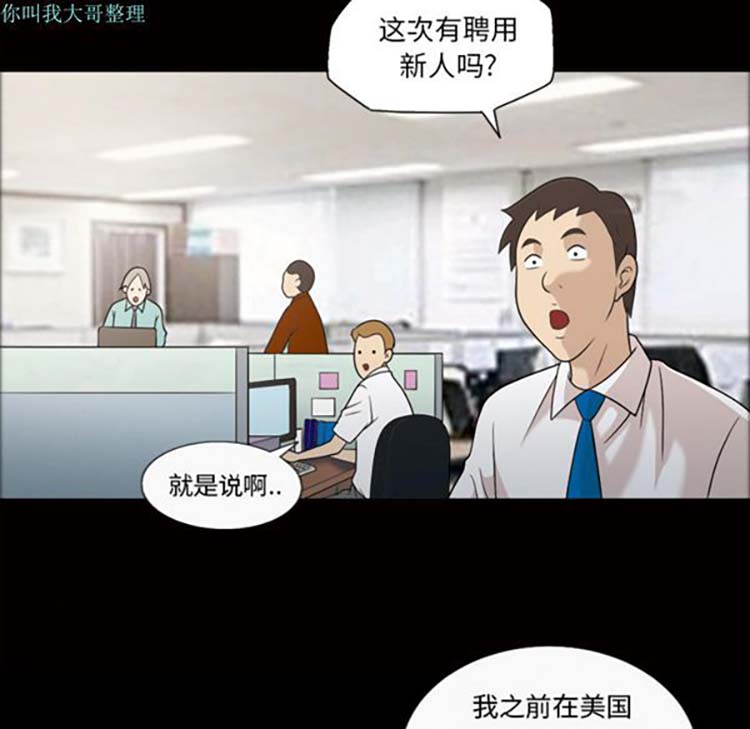 你叫我大哥整理
这次有聘用
新人吗?
就是说啊..
我之前在美国